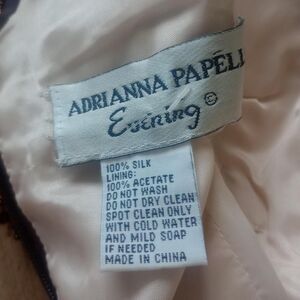 ADRIANNA PAPÉLL
Evening ©
100% SILK
LINING:
100% ACETATE
DO NOT WASH
DO NOT DRY CLEAN
SPOT CLEAN ONLY
WITH COLD WATER
AND MILD SOAP
IF NEEDED
MADE IN CHINA